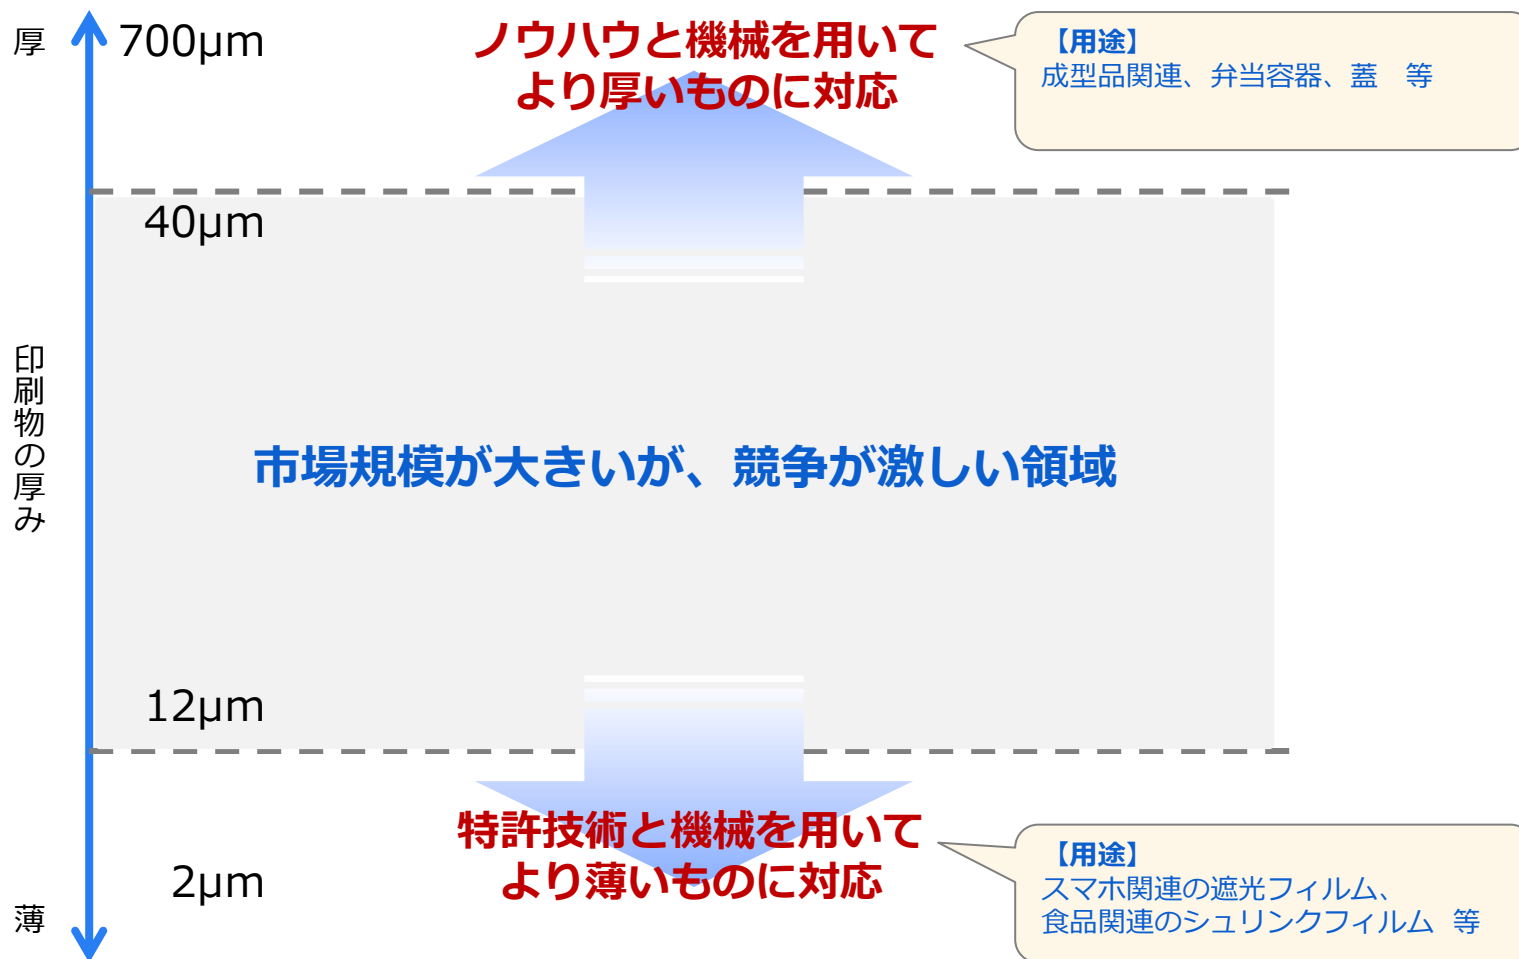 厚
700μm
ノウハウと機械を用いて
より厚いものに対応
【用途】
成型品関連、弁当容器、蓋　等
40μm
印刷物の厚み
市場規模が大きいが、競争が激しい領域
12μm
特許技術と機械を用いて
より薄いものに対応
2μm
【用途】
スマホ関連の遮光フィルム、
食品関連のシュリンクフィルム　等
薄